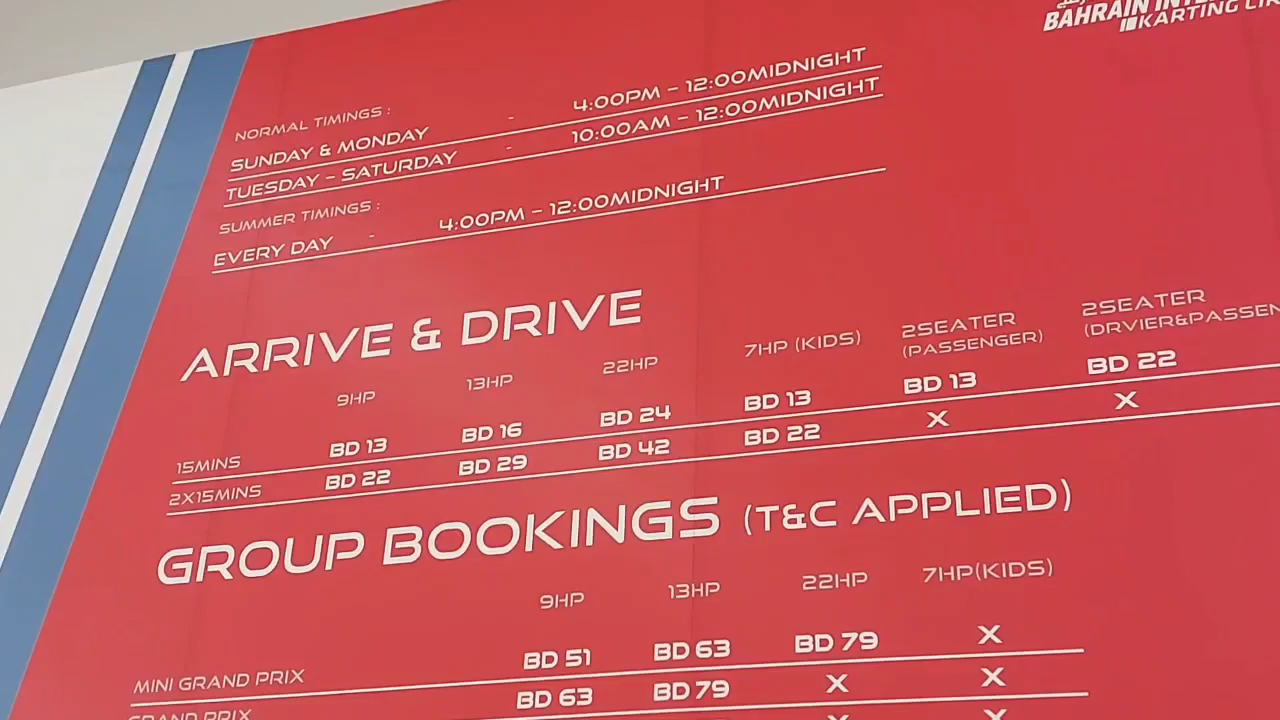 BAHRAIN
KARTING
NORMAL TIMINGS :
SUNDAY & MONDAY - 4:00PM - 12:00MIDNIGHT
TUESDAY - SATURDAY - 10:00AM - 12:00MIDNIGHT
SUMMER TIMINGS :
EVERY DAY - 4:00PM - 12:00MIDNIGHT
ARRIVE & DRIVE
9HP 13HP 22HP 7HP (KIDS) 2SEATER (PASSENGER) 2SEATER
15MINS BD 13 BD 16 BD 24 BD 13 BD 13 BD 22
2X15MINS BD 22 BD 29 BD 42 BD 22 X X
GROUP BOOKINGS (T&C APPLIED)
9HP 13HP 22HP 7HP(KIDS)
MINI GRAND PRIX BD 51 BD 63 BD 79 X
GRAND PRIX BD 63 BD 79 X X
X X